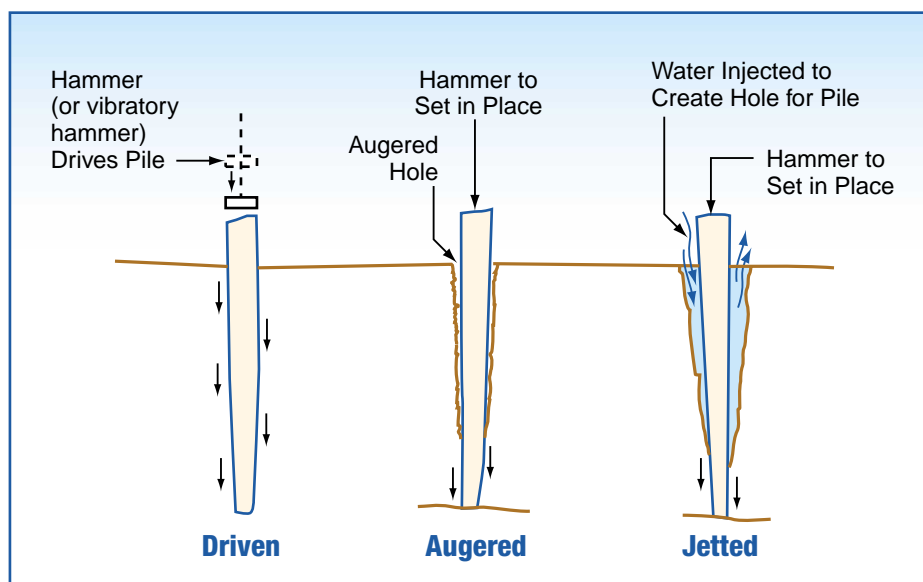 Hammer
(or vibratory
hammer)
Drives Pile
Hammer to
Set in Place
Augered
Hole
Water Injected to
Create Hole for Pile
Hammer to
Set in Place
Driven
Augered
Jetted